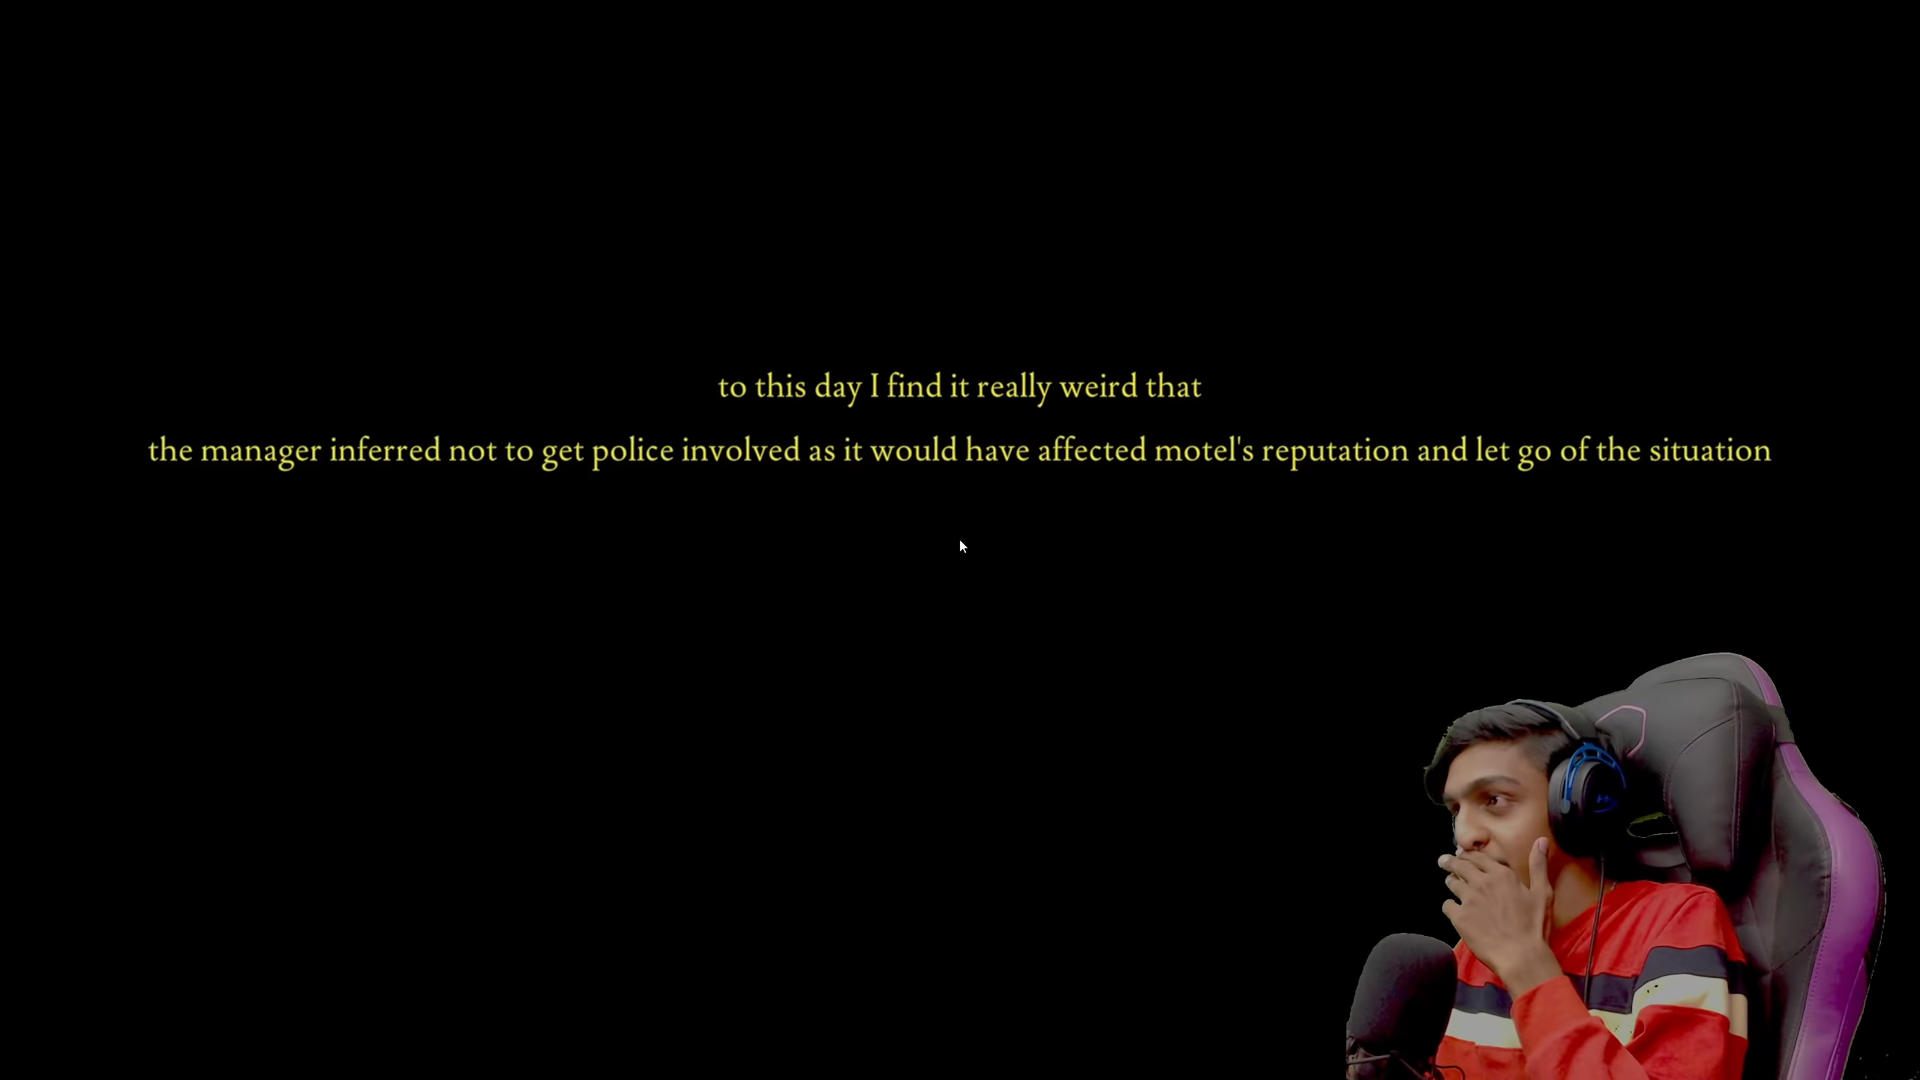 to this day I find it really weird that
the manager inferred not to get police involved as it would have affected motel's reputation and let go of the situation